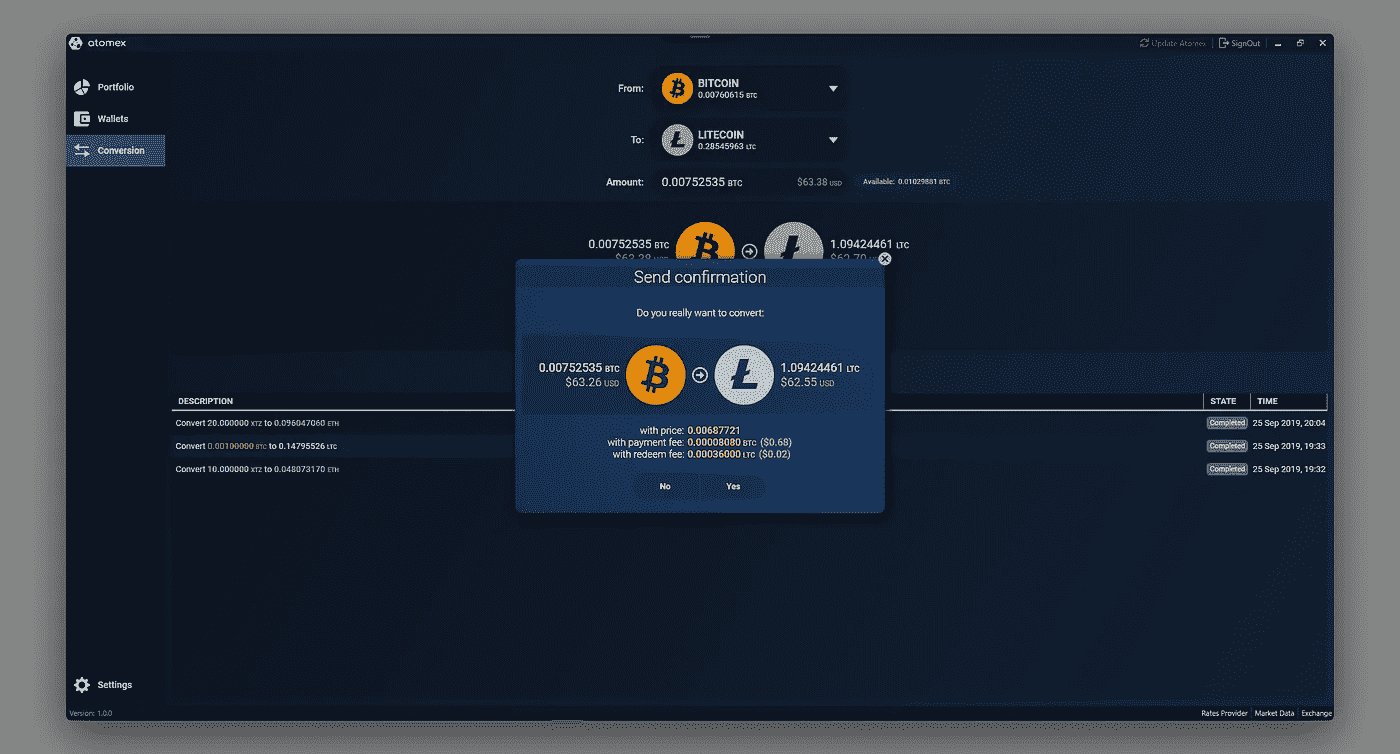 atomex
Update Atomex
SignOut
Portfolio
Wallets
Conversion
From:
BITCOIN
0.00760615 BTC
To:
LITECOIN
0.28545963 LTC
Amount:
0.00752535 BTC
$63.38 USD
Available: 0.01029881 BTC
0.00752535 BTC
$63.38 USD
1.09424461 LTC
$62.70
Send confirmation
Do you really want to convert:
0.00752535 BTC
$63.26 USD
1.09424461 LTC
$62.55 USD
with price: 0.00687721
with payment fee: 0.00008080 BTC ($0.68)
with redeem fee: 0.00036000 LTC ($0.02)
No
Yes
DESCRIPTION
STATE
TIME
Convert 20.000000 XTZ to 0.096047060 ETH
Completed
25 Sep 2019, 20:04
Convert 0.00100000 BTC to 0.14795526 LTC
Completed
25 Sep 2019, 19:33
Convert 10.000000 XTZ to 0.048073170 ETH
Completed
25 Sep 2019, 19:32
Settings
Version: 1.0.0
Rates Provider
Market Data
Exchange